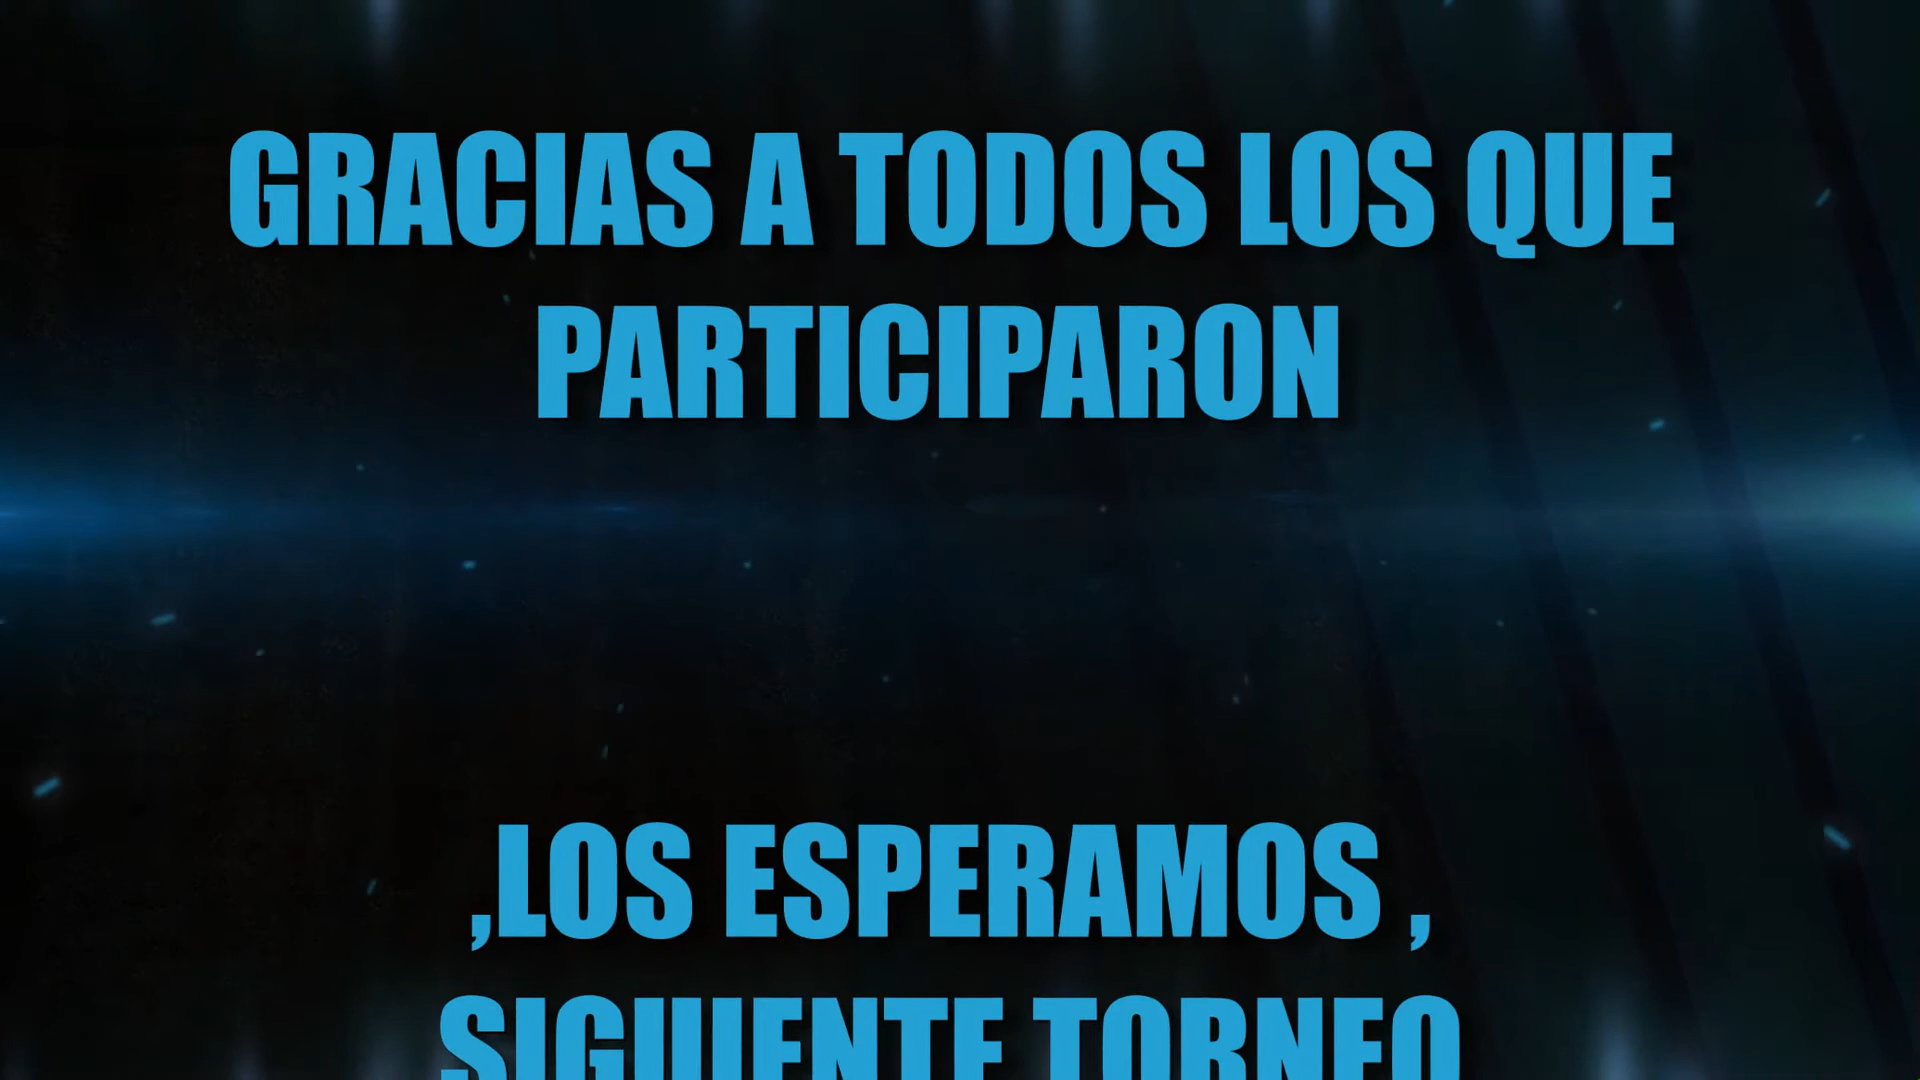 GRACIAS A TODOS LOS QUE
PARTICIPARON
,LOS ESPERAMOS ,
SIGUIENTE TORNEO